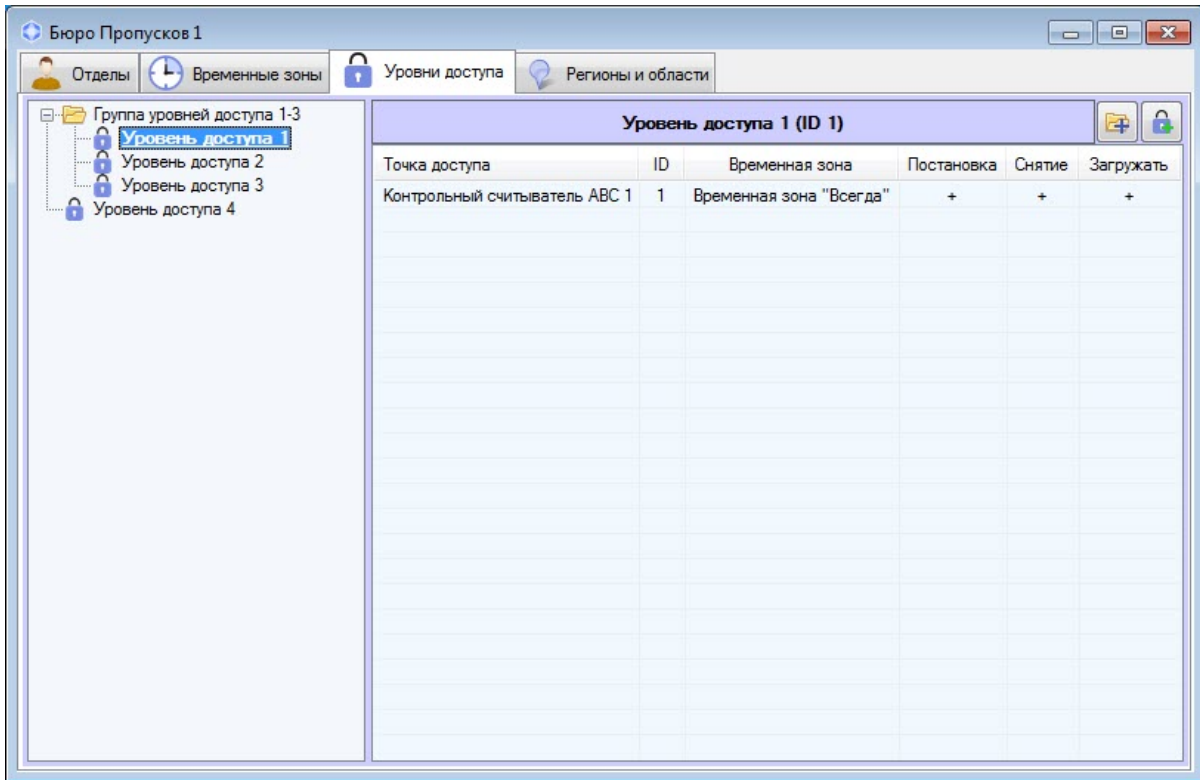 Бюро Пропусков 1
Отделы Временные зоны Уровни доступа Регионы и области
Группа уровней доступа 1-3
Уровень доступа 1
Уровень доступа 2
Уровень доступа 3
Уровень доступа 4
Уровень доступа 1 (ID 1)
Точка доступа ID Временная зона Постановка Снятие Загружать
Контрольный считыватель ABC 1 1 Временная зона "Всегда" + + +